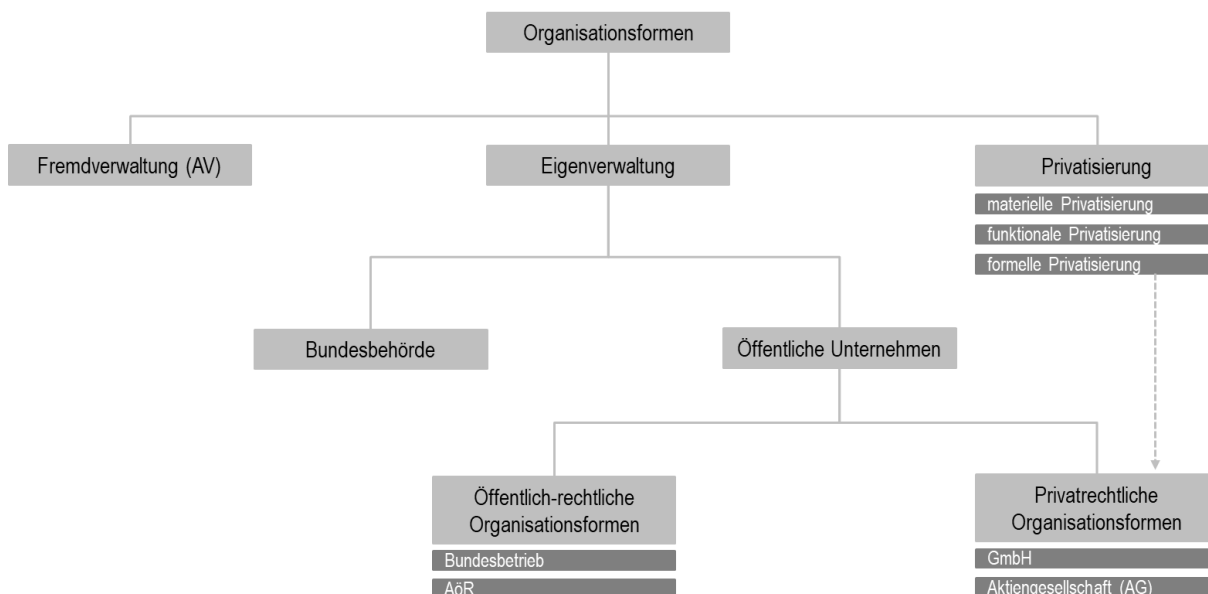 Organisationsformen
Fremdverwaltung (AV)
Eigenverwaltung
Privatisierung
materielle Privatisierung
funktionale Privatisierung
formelle Privatisierung
Bundesbehörde
Öffentliche Unternehmen
Öffentlich-rechtliche
Organisationsformen
Bundesbetrieb
AöR
Privatrechtliche
Organisationsformen
GmbH
Aktiengesellschaft (AG)